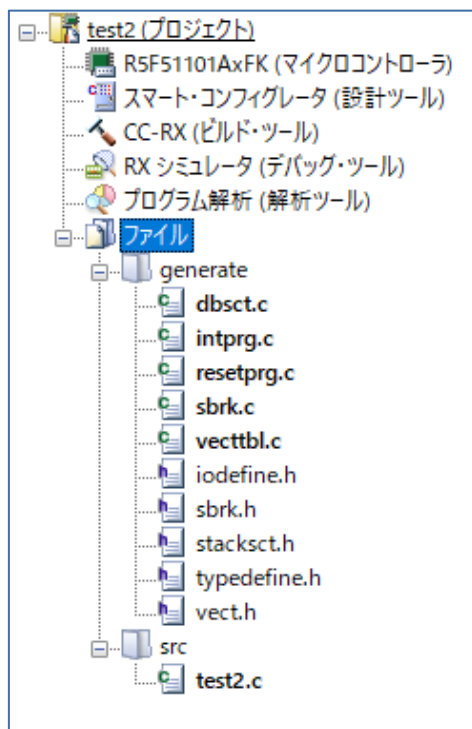 test2 (プロジェクト)
R5F51101AxFK (マイクロコントローラ)
スマート・コンフィグレータ (設計ツール)
CC-RX (ビルド・ツール)
RX シミュレータ (デバッグ・ツール)
プログラム解析 (解析ツール)
ファイル
generate
dbsct.c
intprg.c
resetprg.c
sbrk.c
vecttbl.c
iodefine.h
sbrk.h
stacksct.h
typedefine.h
vect.h
src
test2.c